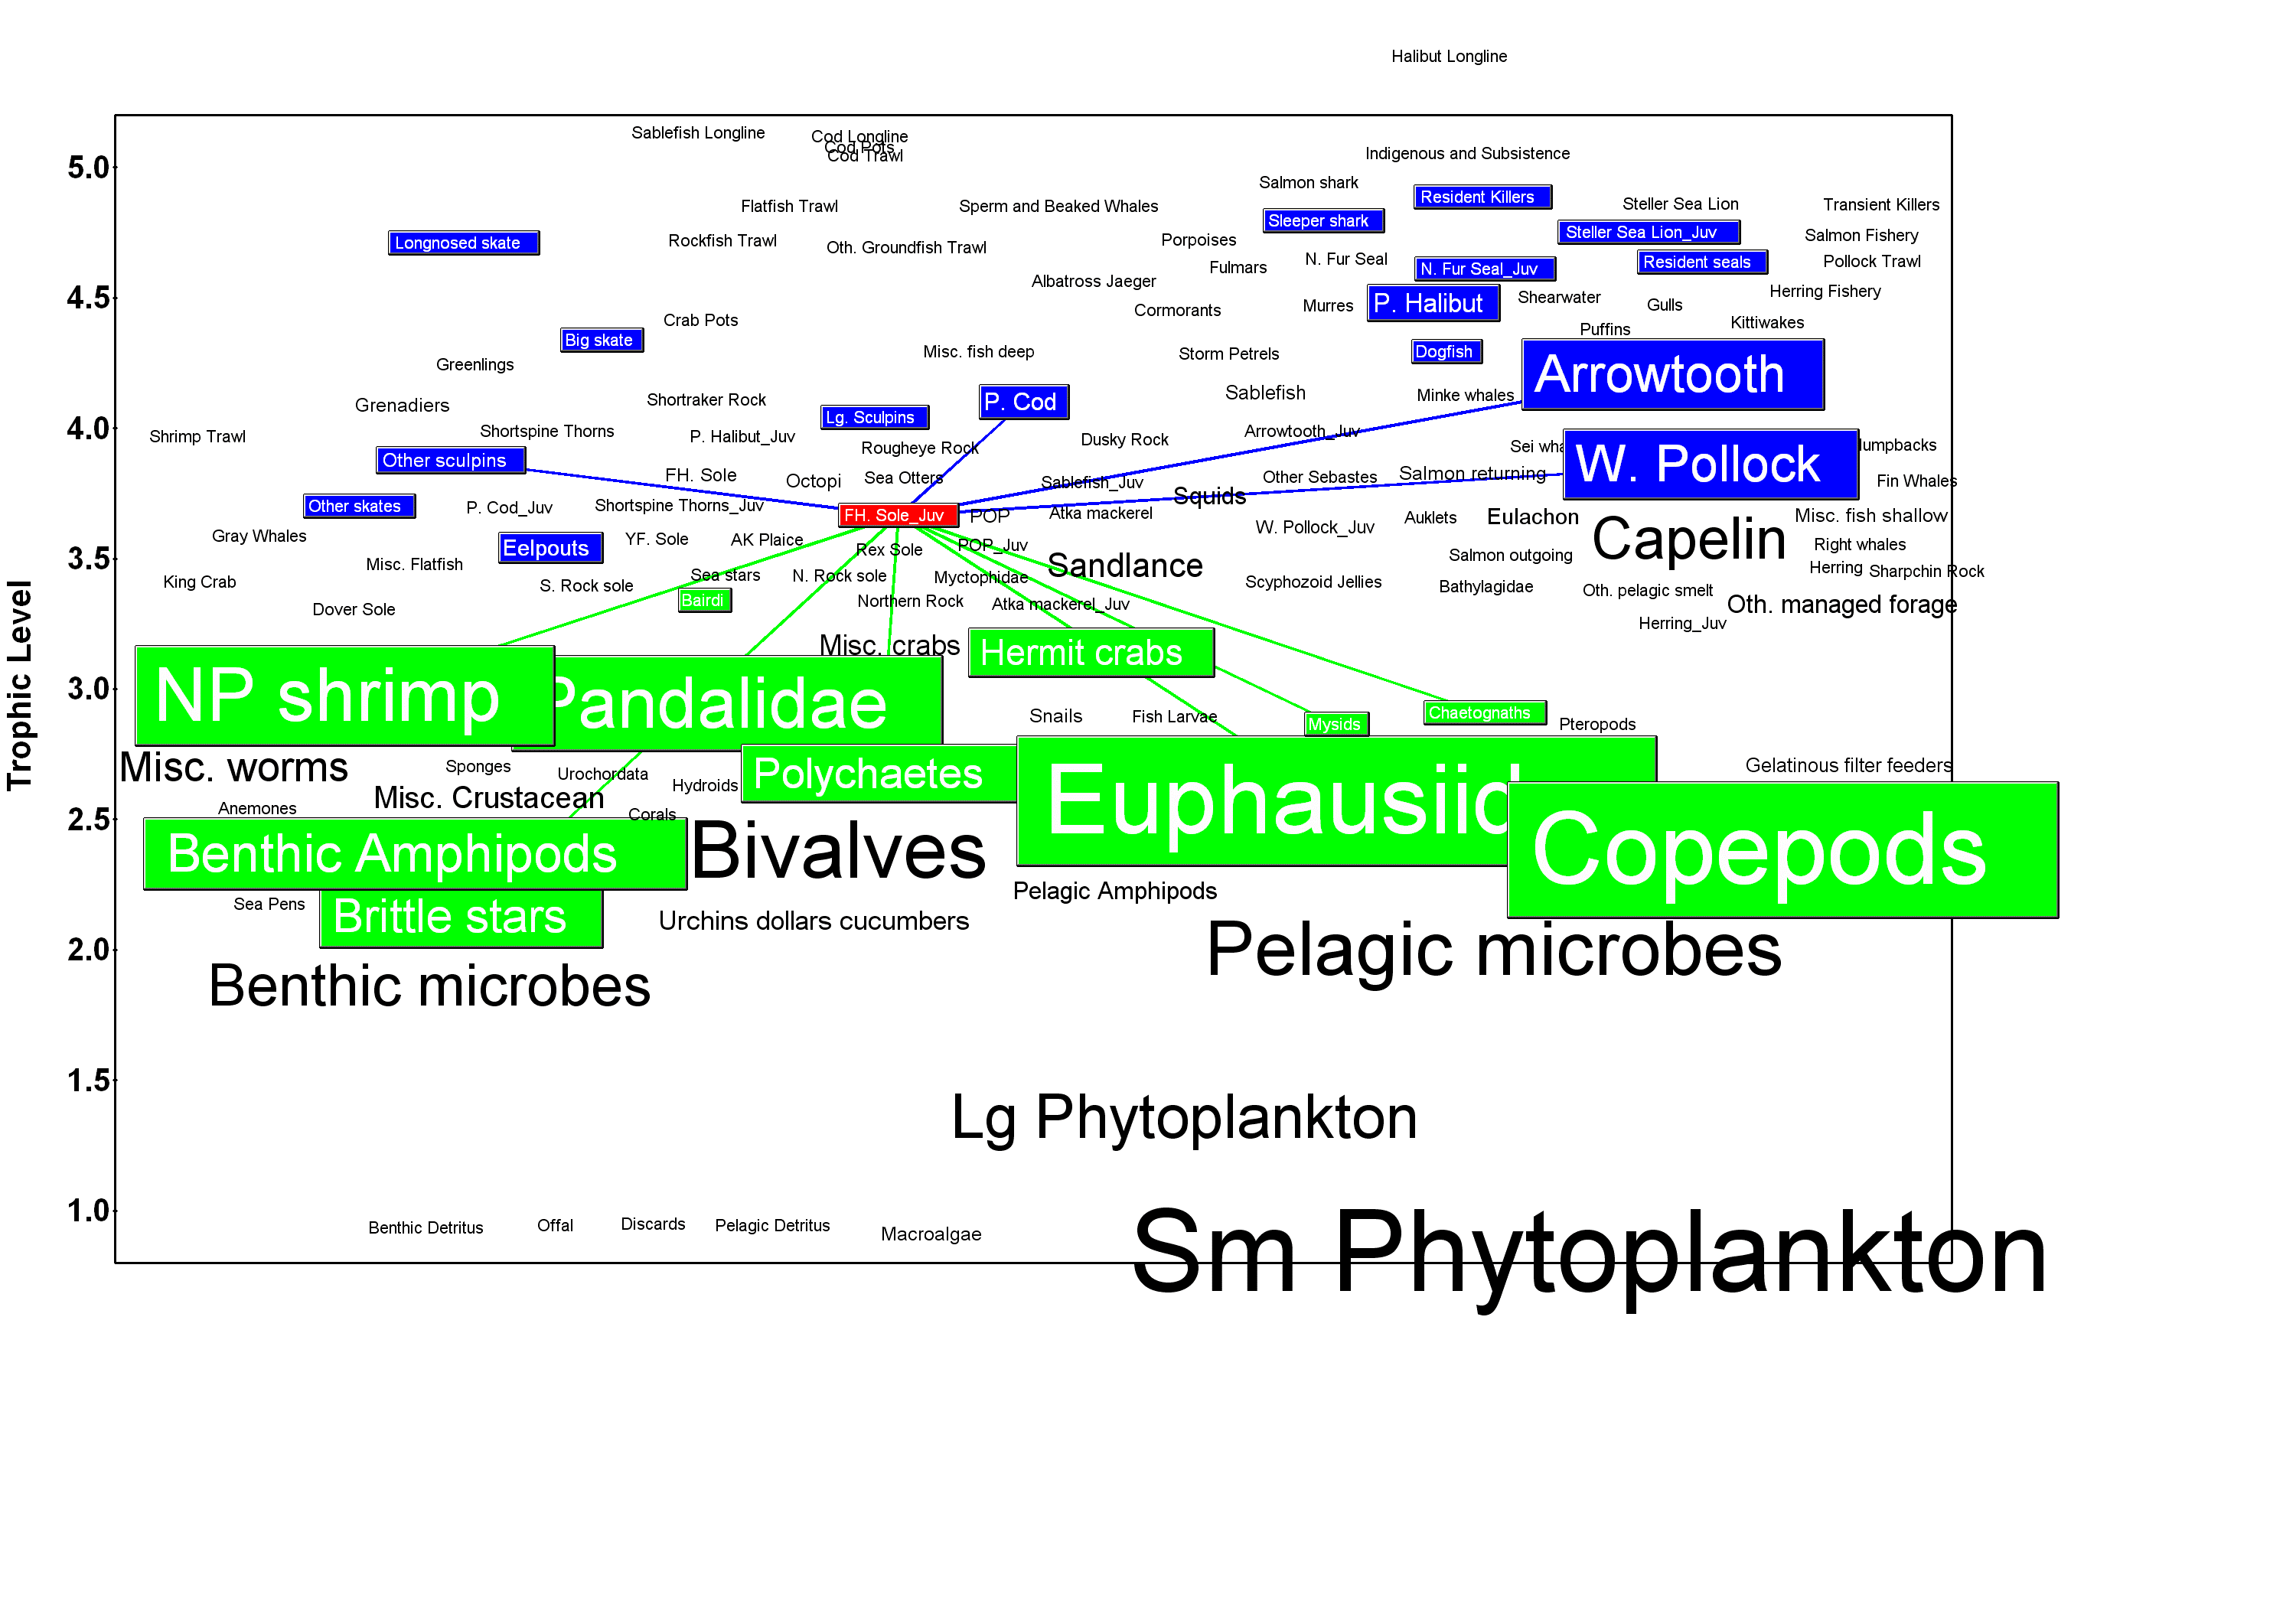 Halibut Longline
Sablefish Longline
Cod Longline
Cod Pots
Cod Trawl
Indigenous and Subsistence
5.0
Salmon shark
Resident Killers
Flatfish Trawl
Sperm and Beaked Whales
Steller Sea Lion
Transient Killers
Sleeper shark
Longnosed skate
Rockfish Trawl
Oth. Groundfish Trawl
Porpoises
Steller Sea Lion_Juv
Salmon Fishery
Fulmars
N. Fur Seal
N. Fur Seal_Juv
Resident seals
Pollock Trawl
Albatross Jaeger
4.5
Cormorants
Murres
P. Halibut
Shearwater
Gulls
Herring Fishery
Crab Pots
Puffins
Kittiwakes
Big skate
Misc. fish deep
Storm Petrels
Dogfish
Greenlings
Arrowtooth
Grenadiers
Shortraker Rock
P. Cod
Sablefish
Minke whales
Lg. Sculpins
4.0
Shrimp Trawl
Shortspine Thorns
P. Halibut_Juv
Rougheye Rock
Dusky Rock
Arrowtooth_Juv
Sei wha
umpbacks
Other sculpins
FH. Sole
Octopi
Sea Otters
Sablefish_Juv
Other Sebastes
Salmon returning
W. Pollock
Fin Whales
Other skates
P. Cod_Juv
Shortspine Thorns_Juv
FH. Sole_Juv
POP
Squids
Atka mackerel
Auklets
Eulachon
Misc. fish shallow
Gray Whales
Eelpouts
YF. Sole
AK Plaice
Rex Sole
POP_Juv
W. Pollock_Juv
Capelin
Right whales
3.5
Misc. Flatfish
Sandlance
Salmon outgoing
Herring
Sharpchin Rock
King Crab
S. Rock sole
Sea stars
N. Rock sole
Myctophidae
Scyphozoid Jellies
Bathylagidae
Oth. pelagic smelt
Dover Sole
Bairdi
Northern Rock
Atka mackerel_Juv
Oth. managed forage
Herring_Juv
Misc. crabs
Hermit crabs
Trophic Level
3.0
NP shrimp
Pandalidae
Snails
Fish Larvae
Mysids
Chaetognaths
Pteropods
Misc. worms
Sponges
Urochordata
Hydroids
Polychaetes
Gelatinous filter feeders
Misc. Crustacean
Euphausiid
2.5
Anemones
Corals
Benthic Amphipods
Bivalves
Copepods
Sea Pens
Brittle stars
Urchins dollars cucumbers
Pelagic Amphipods
2.0
Pelagic microbes
Benthic microbes
1.5
Lg Phytoplankton
1.0
Benthic Detritus
Offal
Discards
Pelagic Detritus
Macroalgae
Sm Phytoplankton